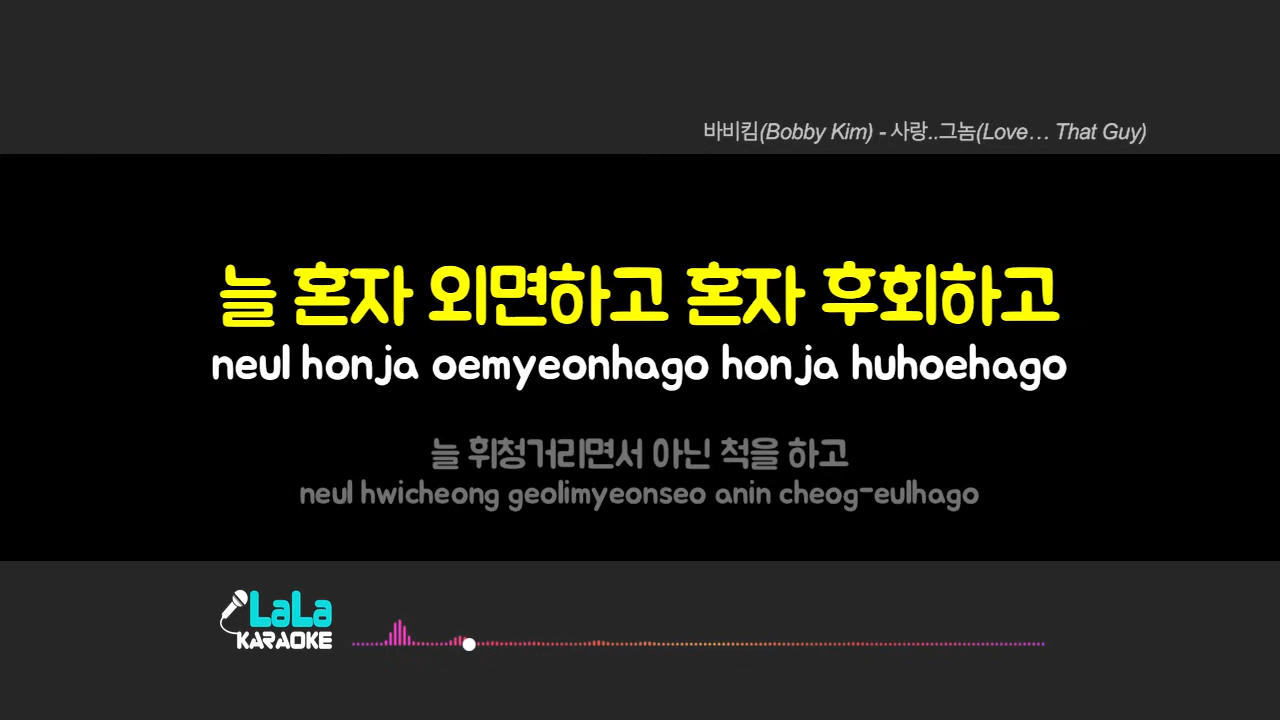 바비킴(Bobby Kim) - 사랑..그놈(Love... That Guy)
늘 혼자 외면하고 혼자 후회하고
neul honja oemyeonhago honja huhoehago
늘 휘청거리면서 아닌 척을 하고
neul hwicheong geolimyeonseo anin cheog-eulhago
LaLa
KARAOKE